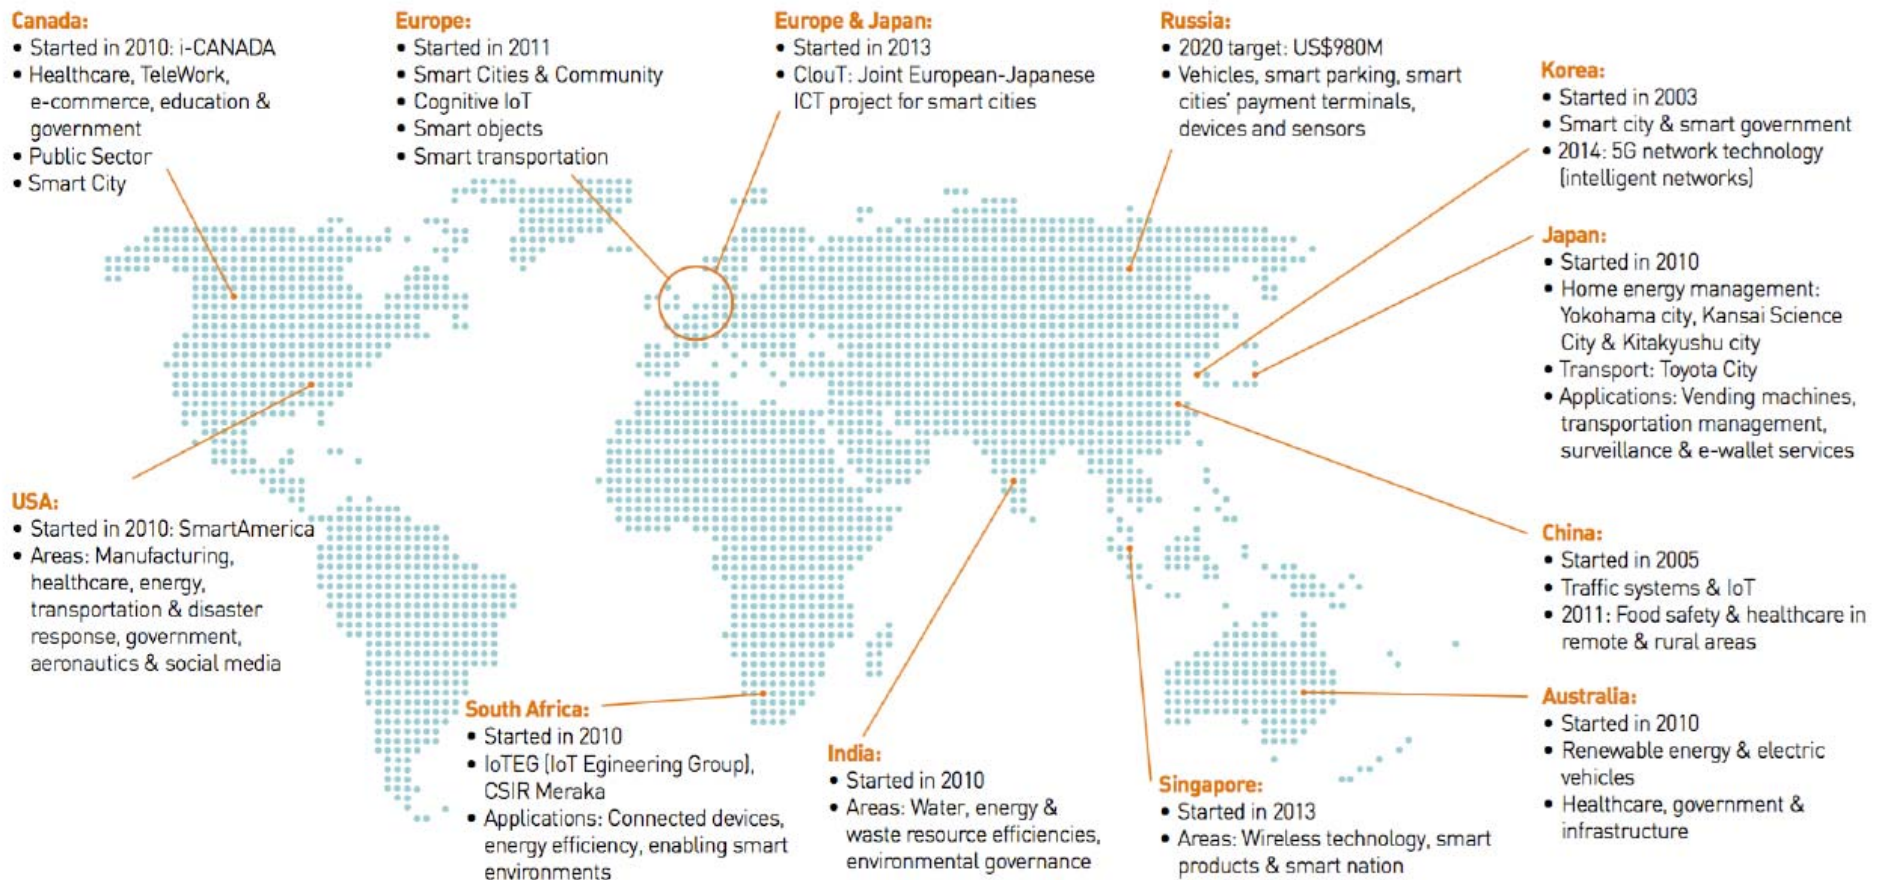 Canada:
• Started in 2010: i-CANADA
• Healthcare, TeleWork,
e-commerce, education &
government
• Public Sector
• Smart City
Europe:
• Started in 2011
• Smart Cities & Community
• Cognitive IoT
• Smart objects
• Smart transportation
Europe & Japan:
• Started in 2013
• ClouT: Joint European-Japanese
ICT project for smart cities
Russia:
• 2020 target: US$980M
• Vehicles, smart parking, smart
cities' payment terminals,
devices and sensors
Korea:
• Started in 2003
• Smart city & smart government
• 2014: 5G network technology
(intelligent networks)
Japan:
• Started in 2010
• Home energy management:
Yokohama city, Kansai Science
City & Kitakyushu city
• Transport: Toyota City
• Applications: Vending machines,
transportation management,
surveillance & e-wallet services
USA:
• Started in 2010: SmartAmerica
• Areas: Manufacturing,
healthcare, energy,
transportation & disaster
response, government,
aeronautics & social media
South Africa:
• Started in 2010
• IoTEG (IoT Egineering Group),
CSIR Meraka
• Applications: Connected devices,
energy efficiency, enabling smart
environments
India:
• Started in 2010
• Areas: Water, energy &
waste resource efficiencies,
environmental governance
Singapore:
• Started in 2013
• Areas: Wireless technology, smart
products & smart nation
China:
• Started in 2005
• Traffic systems & IoT
• 2011: Food safety & healthcare in
remote & rural areas
Australia:
• Started in 2010
• Renewable energy & electric
vehicles
• Healthcare, government &
infrastructure